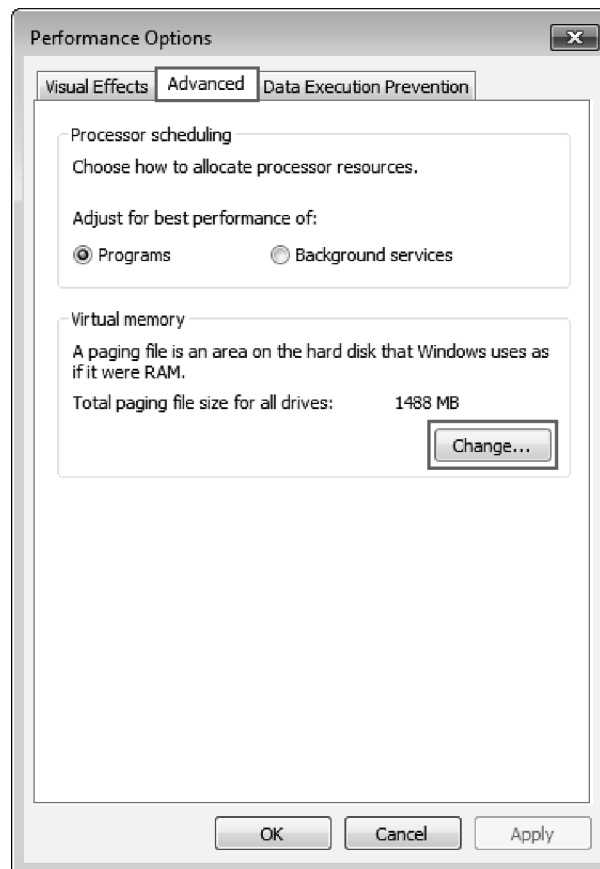 Performance Options
Visual Effects Advanced Data Execution Prevention
Processor scheduling
Choose how to allocate processor resources.
Adjust for best performance of:
Programs Background services
Virtual memory
A paging file is an area on the hard disk that Windows uses as
if it were RAM.
Total paging file size for all drives: 1488 MB
Change...
OK Cancel Apply